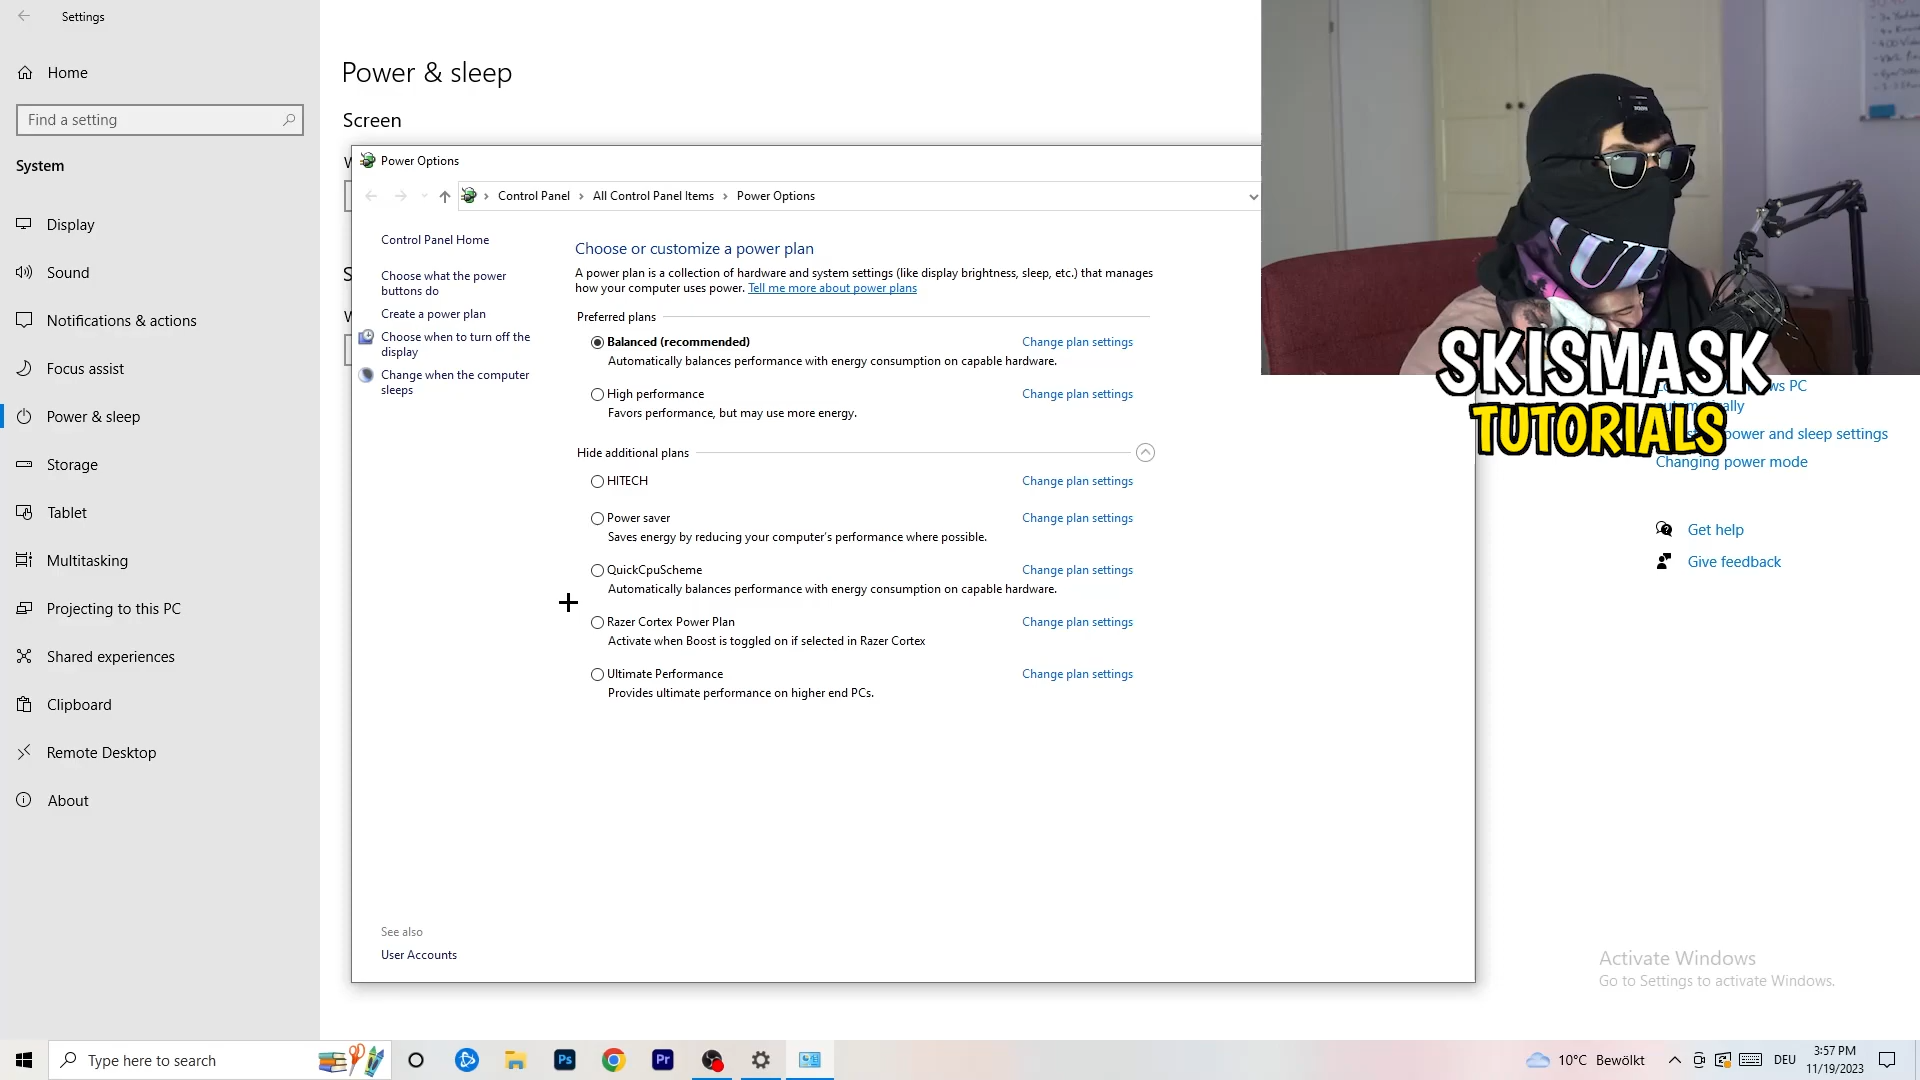 Settings
Home
Find a setting
System
Display
Sound
Notifications & actions
Focus assist
Power & sleep
Storage
Tablet
Multitasking
Projecting to this PC
Shared experiences
Clipboard
Remote Desktop
About
Power & sleep
Screen
Power Options
Control Panel
All Control Panel Items
Power Options
Control Panel Home
Choose what the power
buttons do
Create a power plan
Choose when to turn off the
display
Change when the computer
sleeps
See also
User Accounts
Choose or customize a power plan
A power plan is a collection of hardware and system settings (like display brightness, sleep, etc.) that manages
how your computer uses power. Tell me more about power plans
Preferred plans
Balanced (recommended) Change plan settings
Automatically balances performance with energy consumption on capable hardware.
High performance Change plan settings
Favors performance, but may use more energy.
Hide additional plans
HITECH Change plan settings
Power saver Change plan settings
Saves energy by reducing your computer's performance where possible.
QuickCpuScheme Change plan settings
Automatically balances performance with energy consumption on capable hardware.
Razer Cortex Power Plan Change plan settings
Activate when Boost is toggled on if selected in Razer Cortex
Ultimate Performance Change plan settings
Provides ultimate performance on higher end PCs.
SKISMASK
TUTORIALS
PC
power and sleep settings
Changing power mode
Get help
Give feedback
Activate Windows
Go to Settings to activate Windows.
Type here to search
Ps
Pr
10°C Bewölkt
DEU
3:57 PM
11/19/2023